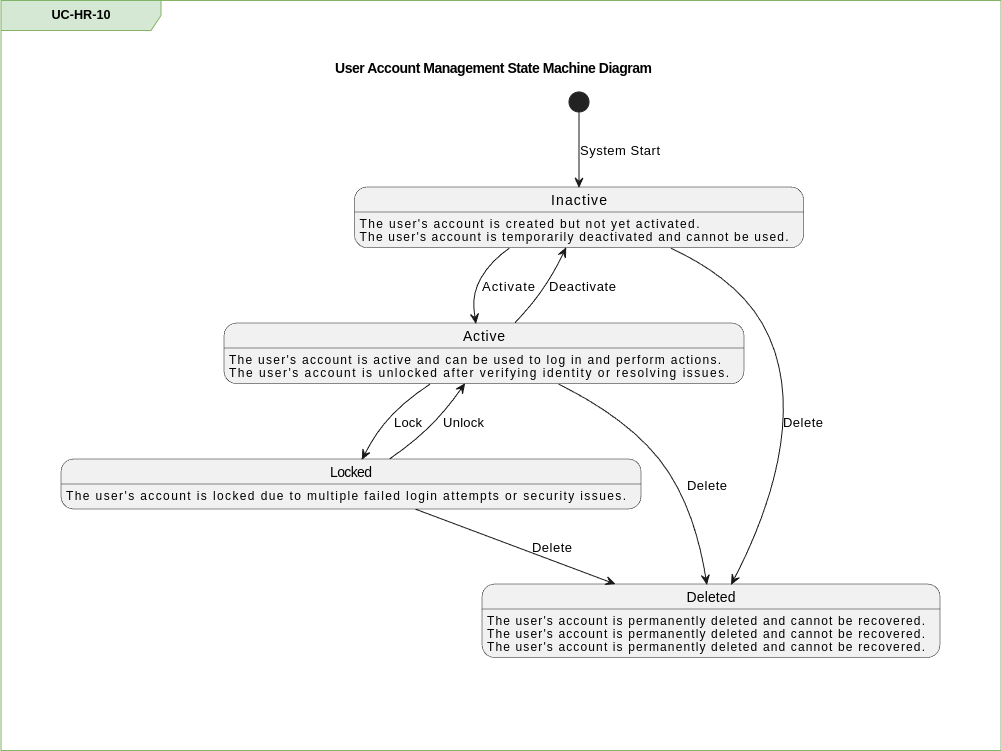 UC-HR-10
User Account Management State Machine Diagram
System Start
Inactive
The user's account is created but not yet activated.
The user's account is temporarily deactivated and cannot be used.
Activate
Deactivate
Active
The user's account is active and can be used to log in and perform actions.
The user's account is unlocked after verifying identity or resolving issues.
Lock
Unlock
Delete
Locked
The user's account is locked due to multiple failed login attempts or security issues.
Delete
Delete
Deleted
The user's account is permanently deleted and cannot be recovered.
The user's account is permanently deleted and cannot be recovered.
The user's account is permanently deleted and cannot be recovered.